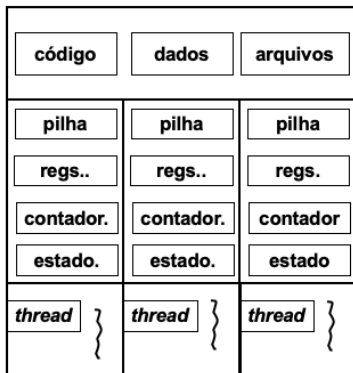 código dados arquivos
pilha pilha pilha
regs.. regs.. regs.
contador. contador. contador
estado. estado. estado
thread thread thread